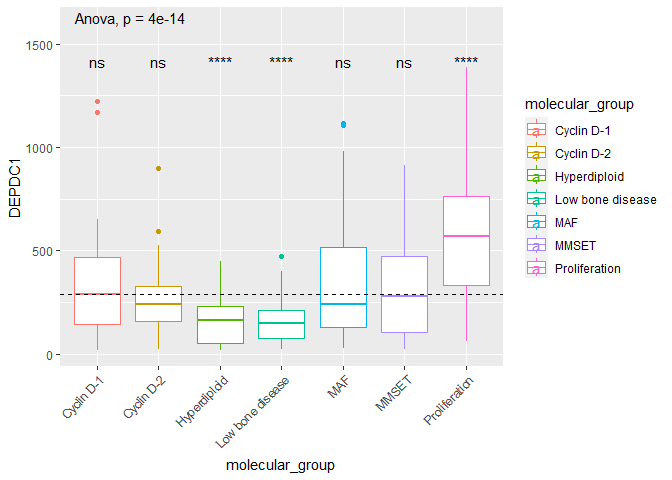 Anova, p = 4e-14
ns ns **** **** ns ns ****
1500
1000
500
0
DEPDC1
Cyclin D-1
Cyclin D-2
Hyperdiploid
Low bone disease
MAF
MMSET
Proliferation
molecular_group
molecular_group
a Cyclin D-1
a Cyclin D-2
a Hyperdiploid
a Low bone disease
a MAF
a MMSET
a Proliferation